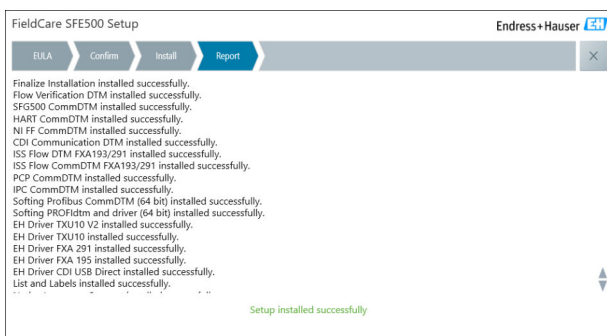 FieldCare SFE500 Setup
Endress+Hauser EH
EULA
Confirm
Install
Report
Finalize Installation installed successfully.
Flow Verification DTM installed successfully.
SFG500 CommDTM installed successfully.
HART CommDTM installed successfully.
NI FF CommDTM installed successfully.
CDI Communication DTM installed successfully.
ISS Flow DTM FXA193/291 installed successfully.
ISS Flow CommDTM FXA193/291 installed successfully.
PCP CommDTM installed successfully.
IPC CommDTM installed successfully.
Softing Profibus CommDTM (64 bit) installed successfully.
Softing PROFIdtm and driver (64 bit) installed successfully.
EH Driver TXU10 V2 installed successfully.
EH Driver TXU10 installed successfully.
EH Driver FXA 291 installed successfully.
EH Driver FXA 195 installed successfully.
EH Driver CDI USB Direct installed successfully.
List and Labels installed successfully.
Setup installed successfully